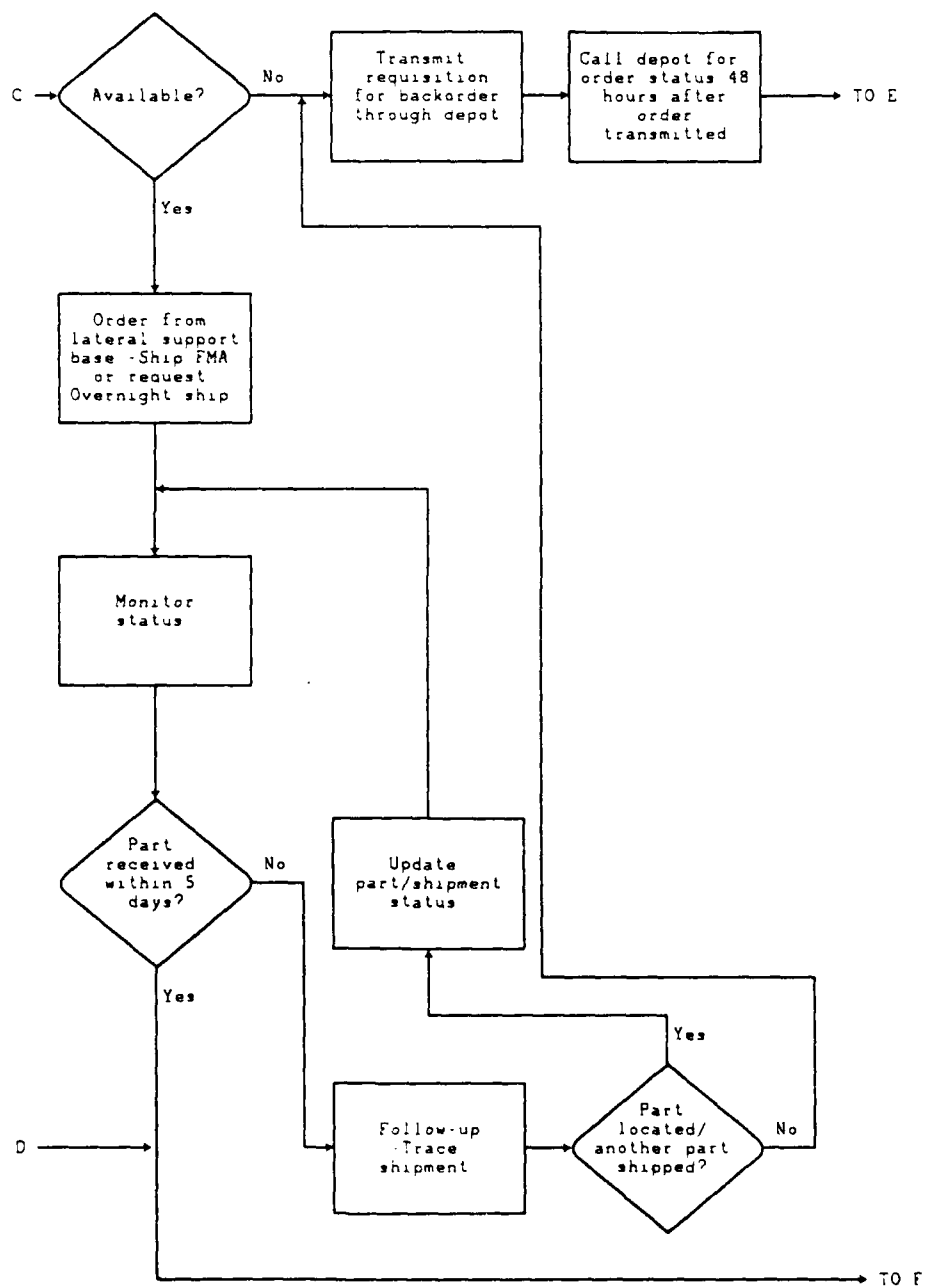 C
Available?
No
Transmit
requisition
for backorder
through depot
Call depot for
order status 48
hours after
order
transmitted
TO E
Yes
Order from
lateral support
base -Ship FMA
or request
Overnight ship
Monitor
status
Part
received
within 5
days?
No
Update
part/shipment
status
Yes
Yes
D
Follow-up
-Trace
shipment
Part
located/
another part
shipped?
No
TO F